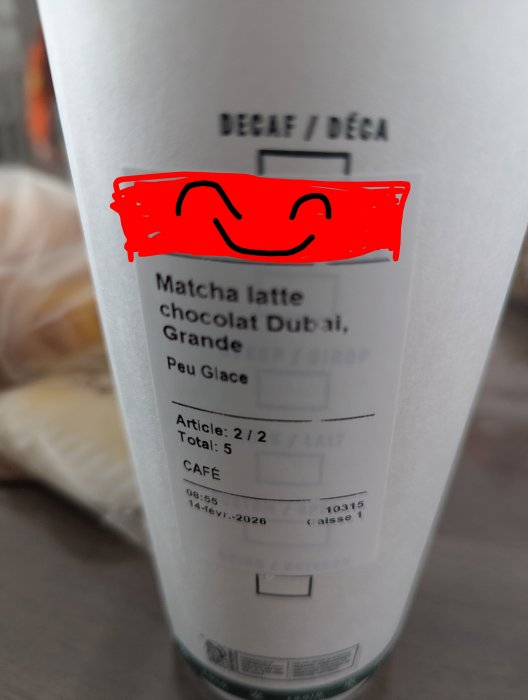 DECAF / DÉCA
Matcha latte
chocolat Dubai,
Grande
Peu Glace
Article: 2 / 2
Total: 5
CAFÉ
08:55
14-févr.-2026
10315
Caisse 1